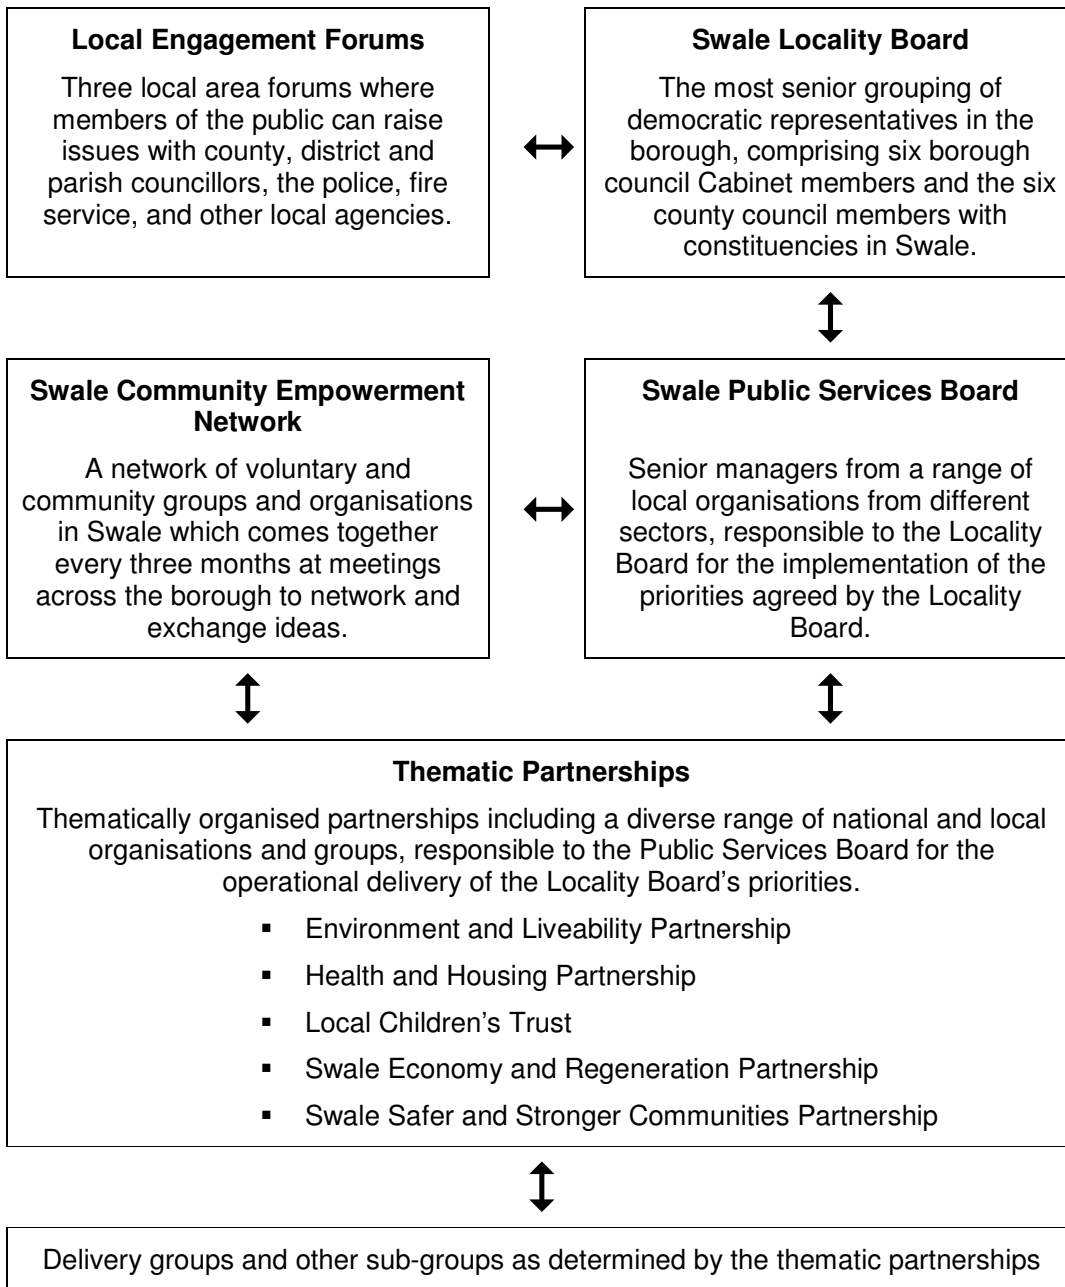 Local Engagement Forums
Three local area forums where
members of the public can raise
issues with county, district and
parish councillors, the police, fire
service, and other local agencies.
Swale Locality Board
The most senior grouping of
democratic representatives in the
borough, comprising six borough
council Cabinet members and the six
county council members with
constituencies in Swale.
Swale Community Empowerment
Network
A network of voluntary and
community groups and organisations
in Swale which comes together
every three months at meetings
across the borough to network and
exchange ideas.
Swale Public Services Board
Senior managers from a range of
local organisations from different
sectors, responsible to the Locality
Board for the implementation of the
priorities agreed by the Locality
Board.
Thematic Partnerships
Thematically organised partnerships including a diverse range of national and local
organisations and groups, responsible to the Public Services Board for the
operational delivery of the Locality Board's priorities.
▪ Environment and Liveability Partnership
▪ Health and Housing Partnership
▪ Local Children's Trust
▪ Swale Economy and Regeneration Partnership
▪ Swale Safer and Stronger Communities Partnership
Delivery groups and other sub-groups as determined by the thematic partnerships